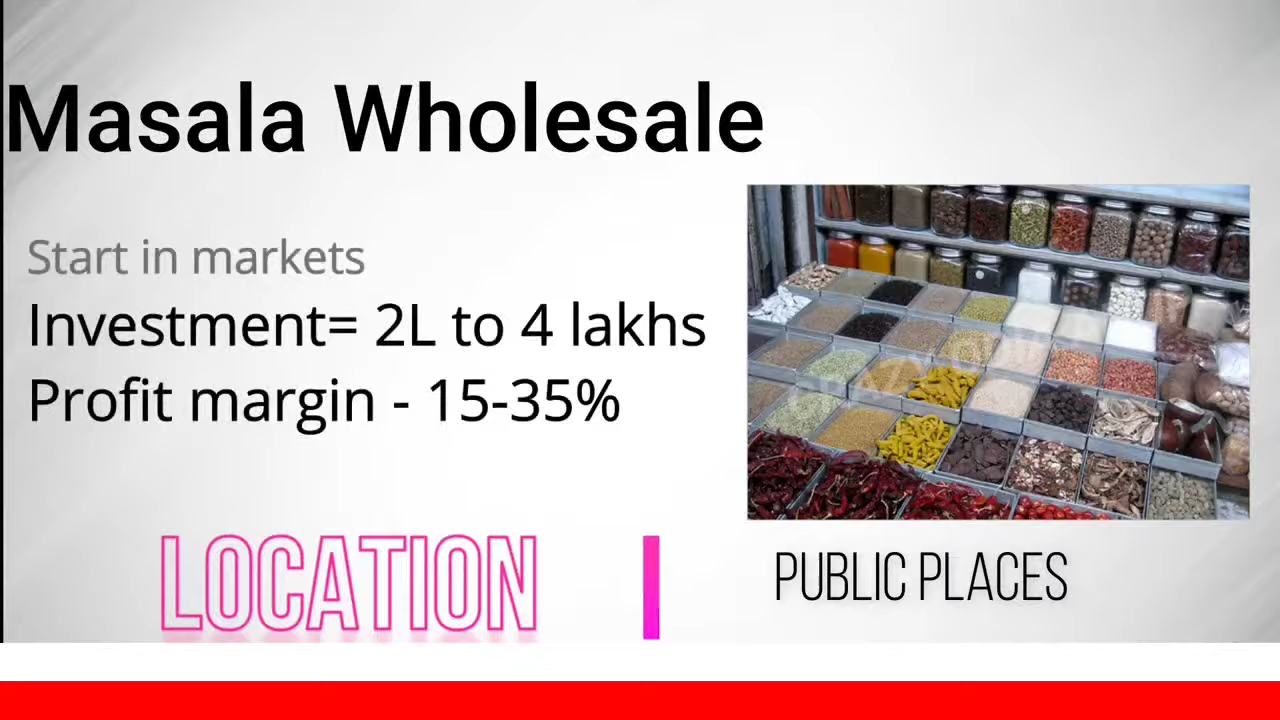 Masala Wholesale
Start in markets
Investment= 2L to 4 lakhs
Profit margin - 15-35%
LOCATION
PUBLIC PLACES